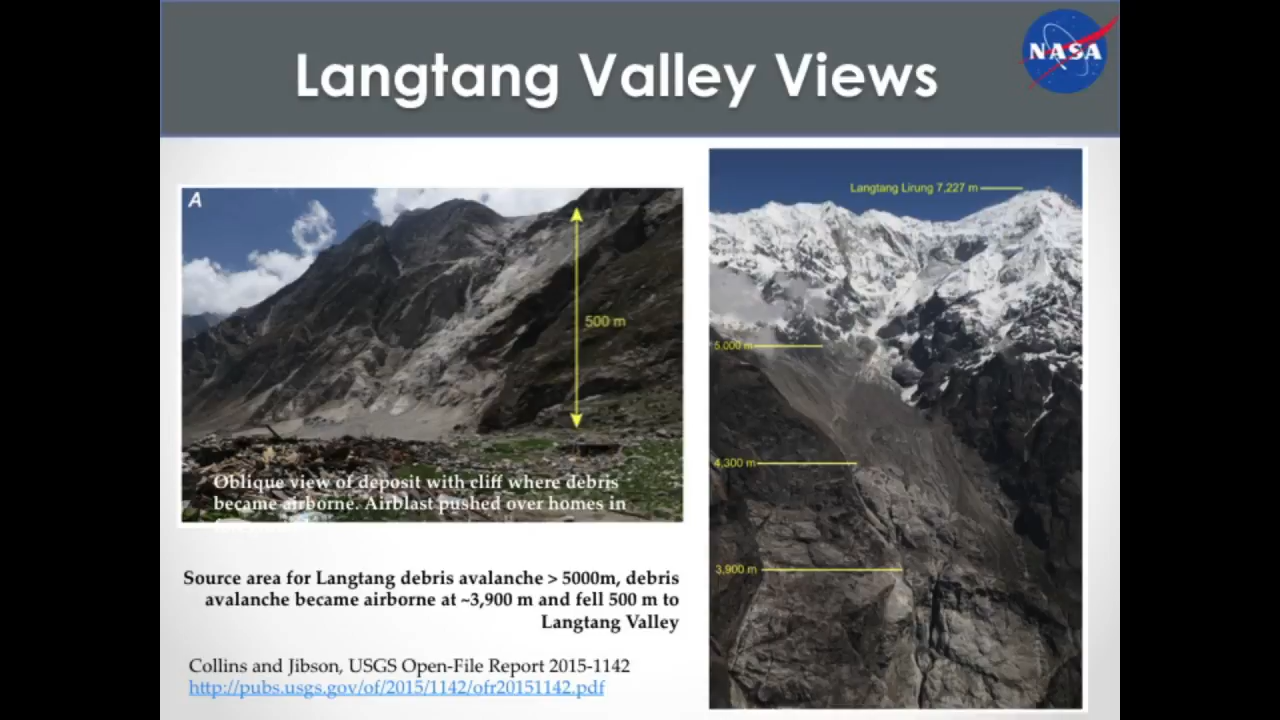 Langtang Valley Views
NASA
A
500 m
Oblique view of deposit with cliff where debris
became airborne. Airblast pushed over homes in
Langtang Lirung 7,227 m
5,000 m
4,300 m
3,900 m
Source area for Langtang debris avalanche > 5000m, debris
avalanche became airborne at ~3,900 m and fell 500 m to
Langtang Valley
Collins and Jibson, USGS Open-File Report 2015-1142
http://pubs.usgs.gov/of/2015/1142/ofr20151142.pdf